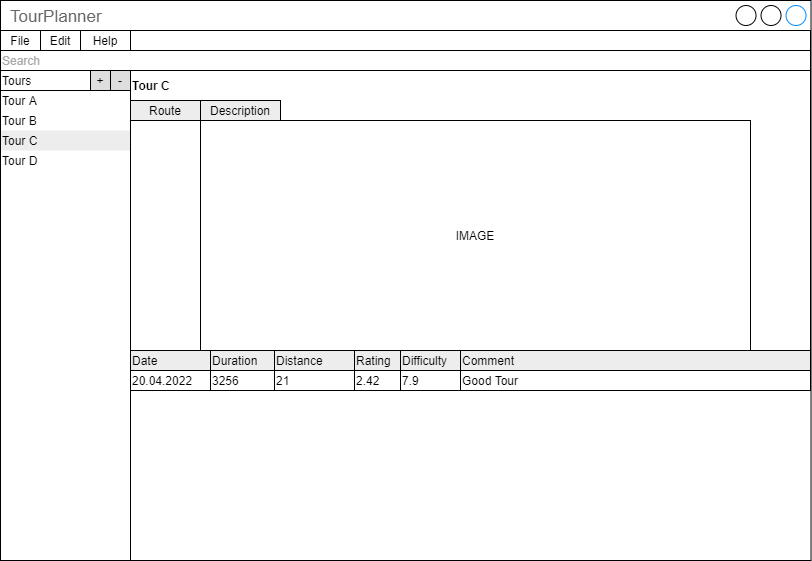 TourPlanner
File Edit Help
Search
Tours + -
Tour A
Tour B
Tour C
Tour D
Tour C
Route Description
IMAGE
Date Duration Distance Rating Difficulty Comment
20.04.2022 3256 21 2.42 7.9 Good Tour